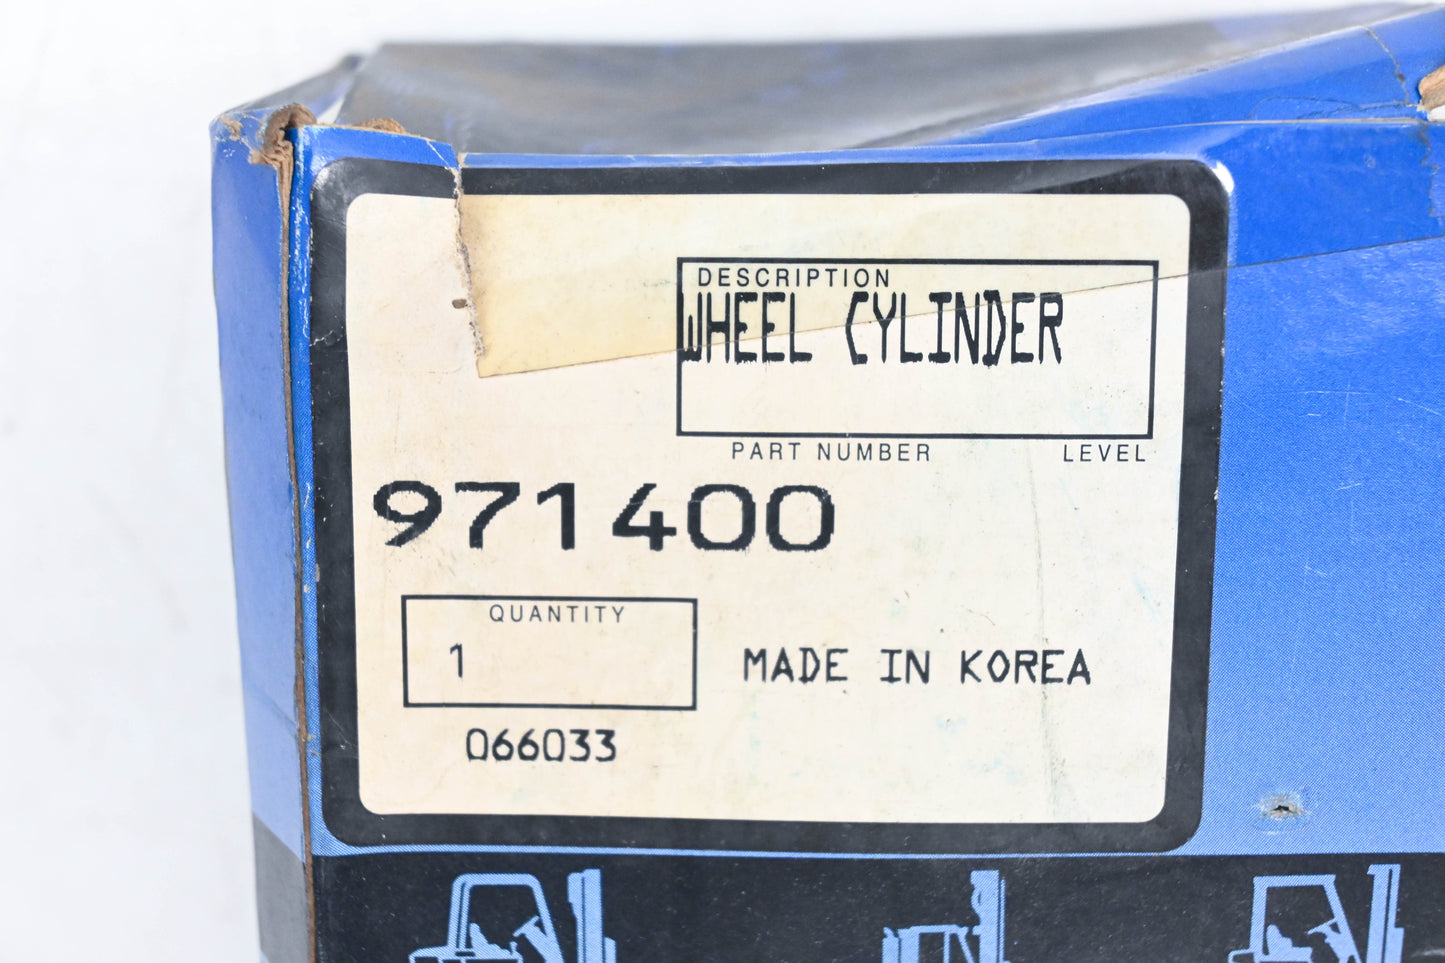 DESCRIPTION
WHEEL CYLINDER
PART NUMBER LEVEL
971400
QUANTITY
1
MADE IN KOREA
066033